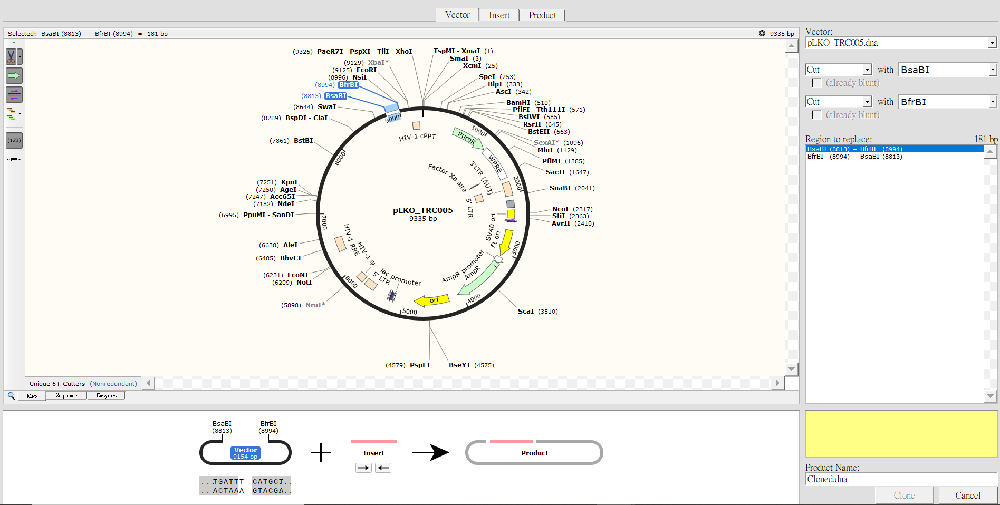 Vector Insert Product
Selected: BsaBI (8813) – BfrBI (8994) = 181 bp
9335 bp
(9326) PaeR7I - PspXI - TliI - XhoI
(9129) XbaI*
(9125) EcoRI
(8996) NsiI
(8994) BfrBI
(8813) BsaBI
(8644) SwaI
(8289) BspDI - ClaI
(7861) BstBI
(7251) KpnI
(7250) AgeI
(7247) Acc65I
(7182) NdeI
(6995) PpuMI - SanDI
(6638) AleI
(6485) BbvCI
(6231) EcoNI
(6209) NotI
(5898) NruI*
(4579) PspFI
BseYI (4575)
TspMI - XmaI (1)
SmaI (3)
XcmI (25)
SpeI (253)
BlpI (333)
AscI (342)
BamHI (510)
PflFI - Tth111I (571)
BsiWI (585)
RsrII (645)
BstEII (663)
SexAI* (1096)
MluI (1129)
PflMI (1385)
SacII (1647)
SnaBI (2041)
NcoI (2317)
SfiI (2363)
AvrII (2410)
ScaI (3510)
1000
2000
3000
4000
5000
6000
7000
8000
9000
HIV-1 cPPT
PuroR
WPRE
3'LTR (ΔU3)
Factor Xa site
5' LTR
SV40 ori
f1 ori
AmpR promoter
AmpR
ori
lac promoter
5' LTR
HIV-1 Ψ
HIV-1 RRE
pLKO_TRC005
9335 bp
(123)
Unique 6+ Cutters (Nonredundant)
Map Sequence Enzymes
BsaBI
(8813)
BfrBI
(8994)
Vector
9154 bp
Insert
Product
...TGATTT CATGCT..
...ACTAAA GTACGA..
Vector:
pLKO_TRC005.dna
Cut with BsaBI
(already blunt)
Cut with BfrBI
(already blunt)
Region to replace: 181 bp
BsaBI (8813) – BfrBI (8994)
BfrBI (8994) – BsaBI (8813)
Product Name:
Cloned.dna
Clone Cancel